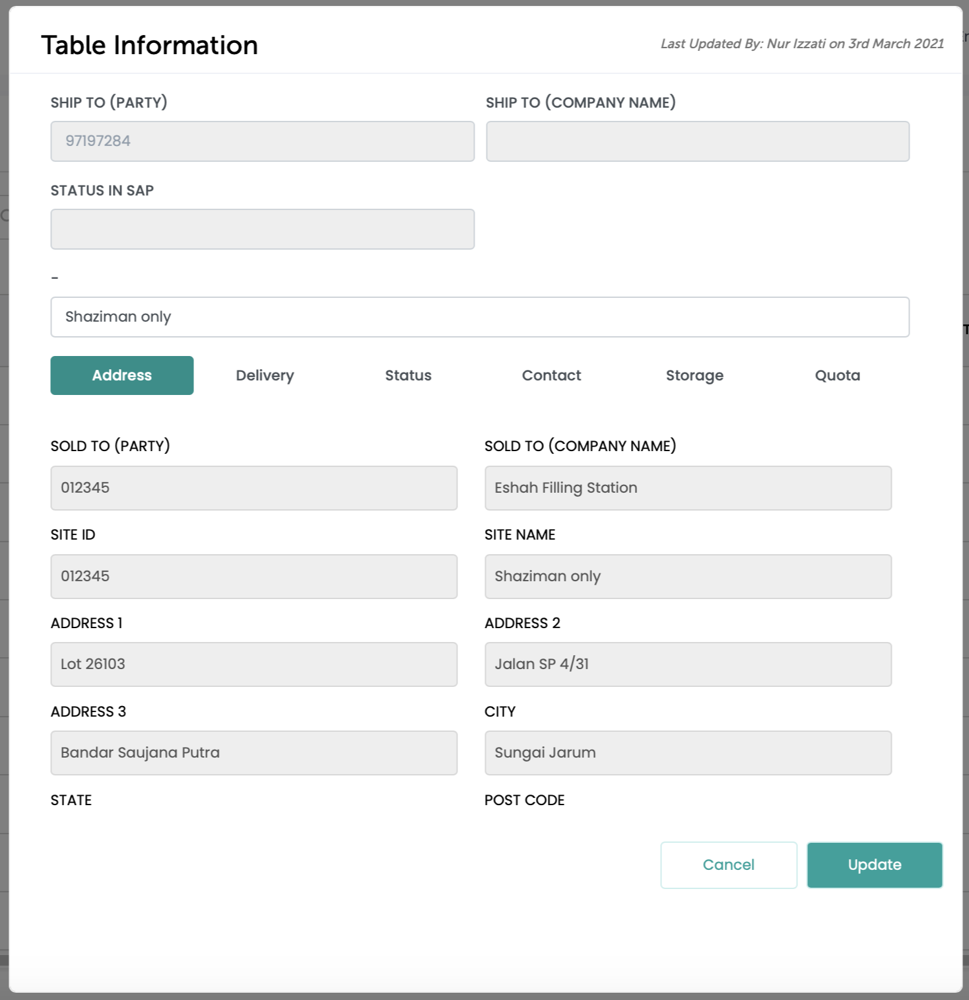 Table Information
Last Updated By: Nur Izzati on 3rd March 2021
SHIP TO (PARTY) SHIP TO (COMPANY NAME)
97197284
STATUS IN SAP
-
Shaziman only
Address Delivery Status Contact Storage Quota
SOLD TO (PARTY) SOLD TO (COMPANY NAME)
012345 Eshah Filling Station
SITE ID SITE NAME
012345 Shaziman only
ADDRESS 1 ADDRESS 2
Lot 26103 Jalan SP 4/31
ADDRESS 3 CITY
Bandar Saujana Putra Sungai Jarum
STATE POST CODE
Cancel Update